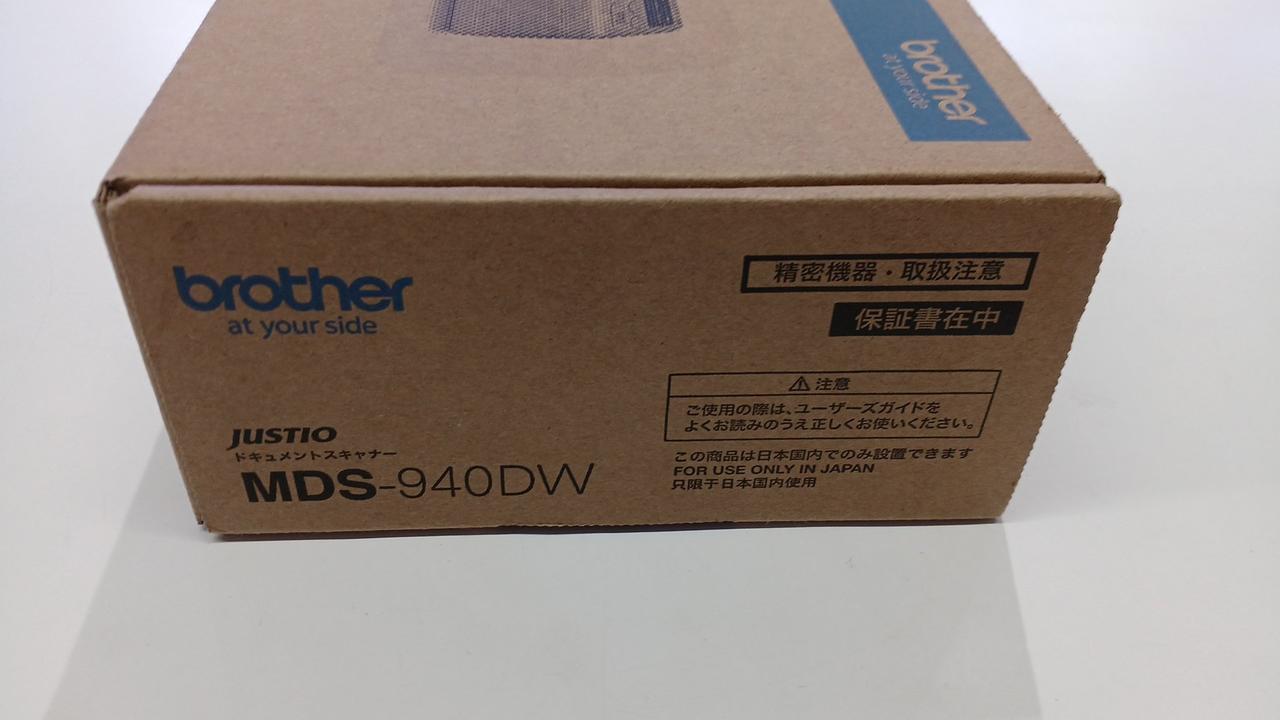 brother
at your side
brother
at your side
精密機器・取扱注意
保証書在中
⚠ 注意
ご使用の際は、ユーザーズガイドを
よくお読みのうえ正しくお使いください。
JUSTIO
ドキュメントスキャナー
MDS-940DW
この商品は日本国内でのみ設置できます
FOR USE ONLY IN JAPAN
只限于日本国内使用